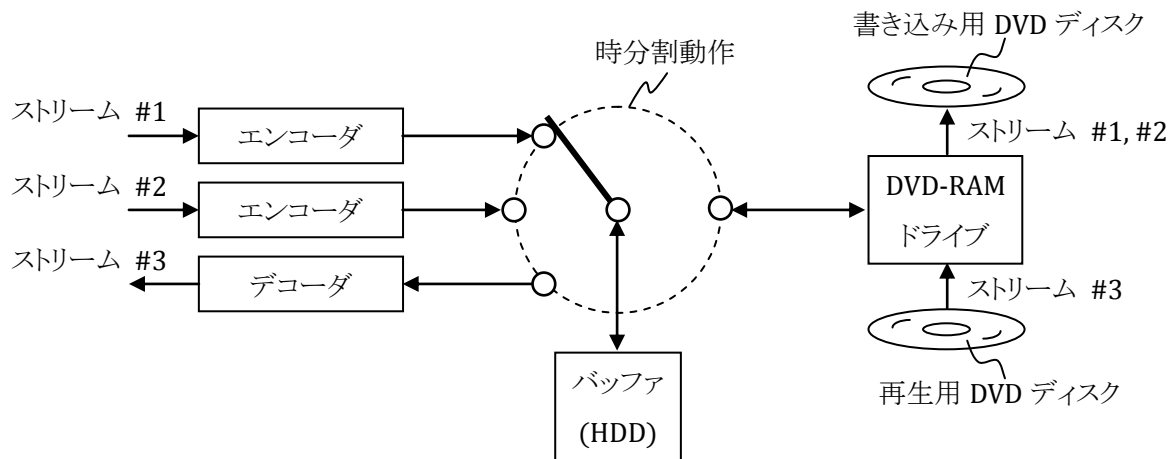 書き込み用 DVD ディスク
時分割動作
ストリーム #1
エンコーダ
ストリーム #1, #2
ストリーム #2
エンコーダ
DVD-RAM
ドライブ
ストリーム #3
デコーダ
ストリーム #3
バッファ
(HDD)
再生用 DVD ディスク